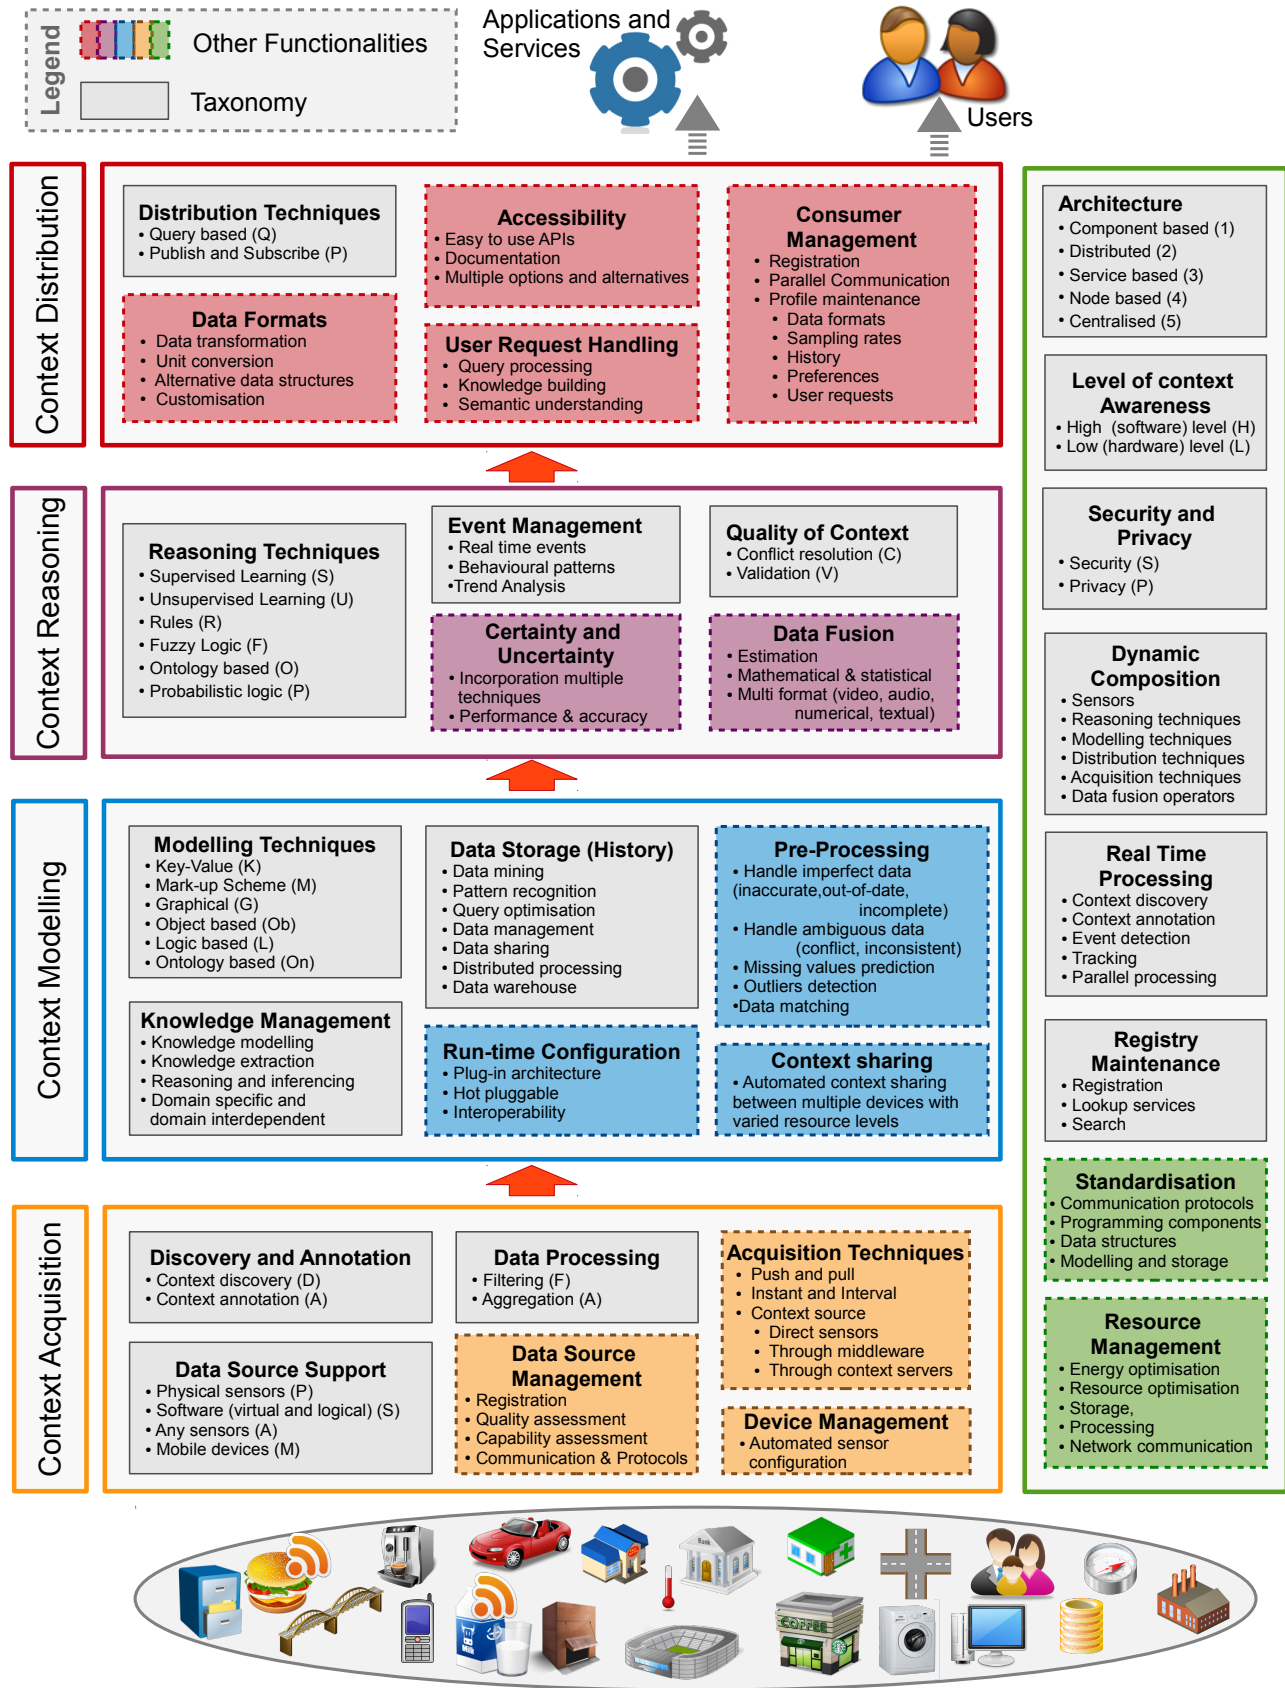 Legend
Other Functionalities
Taxonomy
Applications and
Services
Users
Context Distribution
Distribution Techniques
• Query based (Q)
• Publish and Subscribe (P)
Data Formats
• Data transformation
• Unit conversion
• Alternative data structures
• Customisation
Accessibility
• Easy to use APIs
• Documentation
• Multiple options and alternatives
User Request Handling
• Query processing
• Knowledge building
• Semantic understanding
Consumer
Management
• Registration
• Parallel Communication
• Profile maintenance
• Data formats
• Sampling rates
• History
• Preferences
• User requests
Context Reasoning
Reasoning Techniques
• Supervised Learning (S)
• Unsupervised Learning (U)
• Rules (R)
• Fuzzy Logic (F)
• Ontology based (O)
• Probabilistic logic (P)
Event Management
• Real time events
• Behavioural patterns
•Trend Analysis
Certainty and
Uncertainty
• Incorporation multiple
techniques
• Performance & accuracy
Quality of Context
• Conflict resolution (C)
• Validation (V)
Data Fusion
• Estimation
• Mathematical & statistical
• Multi format (video, audio,
numerical, textual)
Context Modelling
Modelling Techniques
• Key-Value (K)
• Mark-up Scheme (M)
• Graphical (G)
• Object based (Ob)
• Logic based (L)
• Ontology based (On)
Knowledge Management
• Knowledge modelling
• Knowledge extraction
• Reasoning and inferencing
• Domain specific and
domain interdependent
Data Storage (History)
• Data mining
• Pattern recognition
• Query optimisation
• Data management
• Data sharing
• Distributed processing
• Data warehouse
Run-time Configuration
• Plug-in architecture
• Hot pluggable
• Interoperability
Pre-Processing
• Handle imperfect data
(inaccurate,out-of-date,
incomplete)
• Handle ambiguous data
(conflict, inconsistent)
• Missing values prediction
• Outliers detection
•Data matching
Context sharing
• Automated context sharing
between multiple devices with
varied resource levels
Context Acquisition
Discovery and Annotation
• Context discovery (D)
• Context annotation (A)
Data Source Support
• Physical sensors (P)
• Software (virtual and logical) (S)
• Any sensors (A)
• Mobile devices (M)
Data Processing
• Filtering (F)
• Aggregation (A)
Data Source
Management
• Registration
• Quality assessment
• Capability assessment
• Communication & Protocols
Acquisition Techniques
• Push and pull
• Instant and Interval
• Context source
• Direct sensors
• Through middleware
• Through context servers
Device Management
• Automated sensor
configuration
Architecture
• Component based (1)
• Distributed (2)
• Service based (3)
• Node based (4)
• Centralised (5)
Level of context
Awareness
• High (software) level (H)
• Low (hardware) level (L)
Security and
Privacy
• Security (S)
• Privacy (P)
Dynamic
Composition
• Sensors
• Reasoning techniques
• Modelling techniques
• Distribution techniques
• Acquisition techniques
• Data fusion operators
Real Time
Processing
• Context discovery
• Context annotation
• Event detection
• Tracking
• Parallel processing
Registry
Maintenance
• Registration
• Lookup services
• Search
Standardisation
• Communication protocols
• Programming components
• Data structures
• Modelling and storage
Resource
Management
• Energy optimisation
• Resource optimisation
• Storage,
• Processing
• Network communication
Bank
Milk
COFFEE